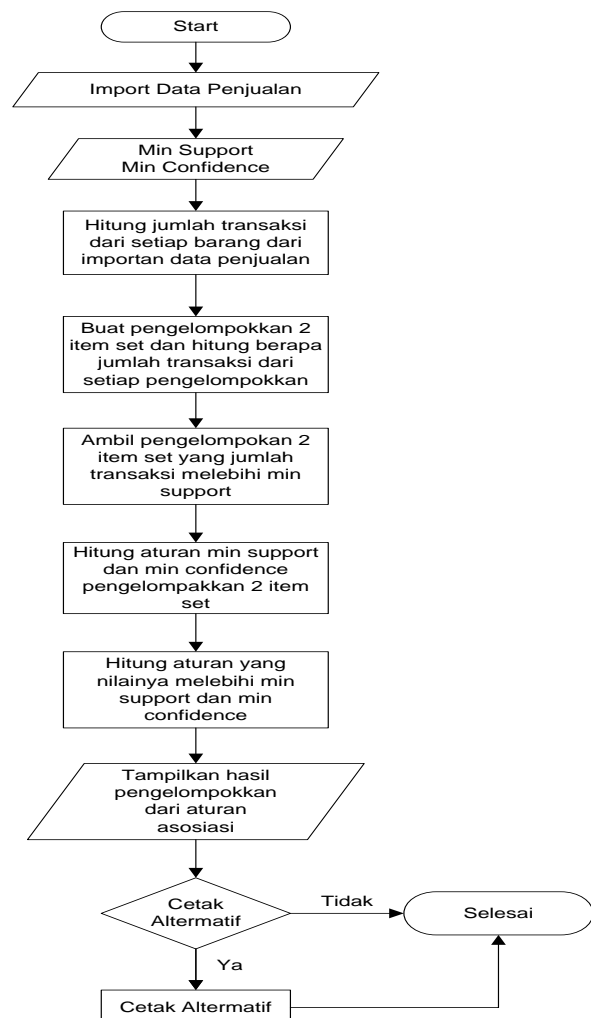 Start
Import Data Penjualan
Min Support
Min Confidence
Hitung jumlah transaksi
dari setiap barang dari
importan data penjualan
Buat pengelompokkan 2
item set dan hitung berapa
jumlah transaksi dari
setiap pengelompokkan
Ambil pengelompokan 2
item set yang jumlah
transaksi melebihi min
support
Hitung aturan min support
dan min confidence
pengelompakkan 2 item
set
Hitung aturan yang
nilainya melebihi min
support dan min
confidence
Tampilkan hasil
pengelompokkan
dari aturan
asosiasi
Cetak
Altermatif
Tidak
Selesai
Ya
Cetak Altermatif